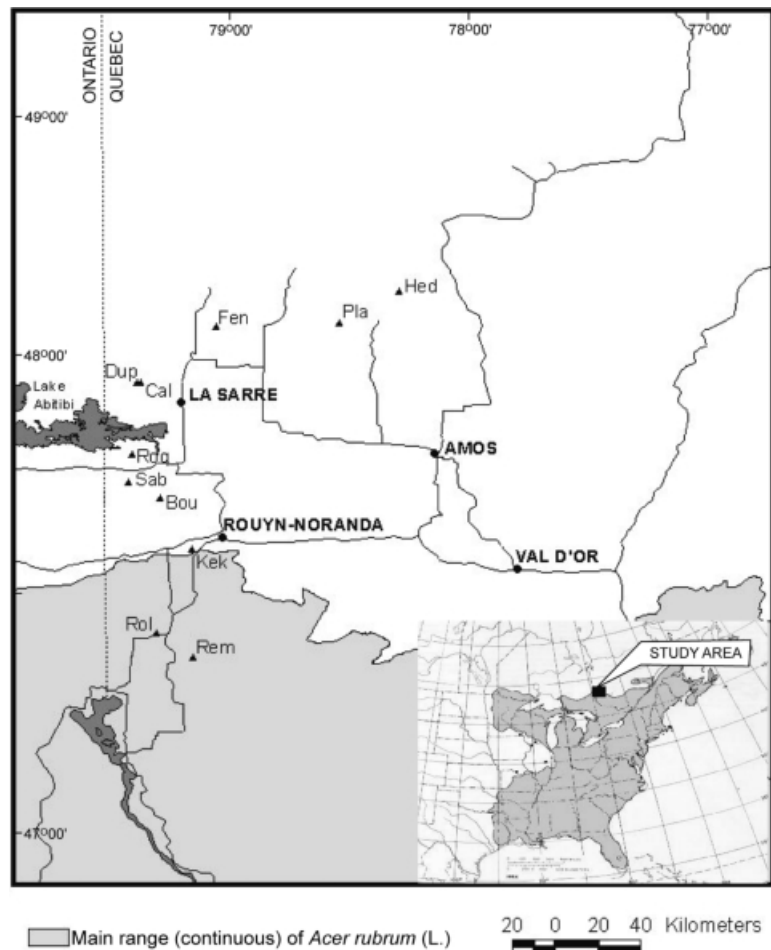 79º00' 78º00' 77º00'
ONTARIO
QUEBEC
49º00'
Hed
Fen Pla
48º00'
Dup
Cal
Lake
Abitibi
LA SARRE
AMOS
Sab
Bou
ROUYN-NORANDA
VAL D'OR
Kek
Rol
Rem
STUDY AREA
47º00'
Main range (continuous) of Acer rubrum (L.)
20 0 20 40 Kilometers